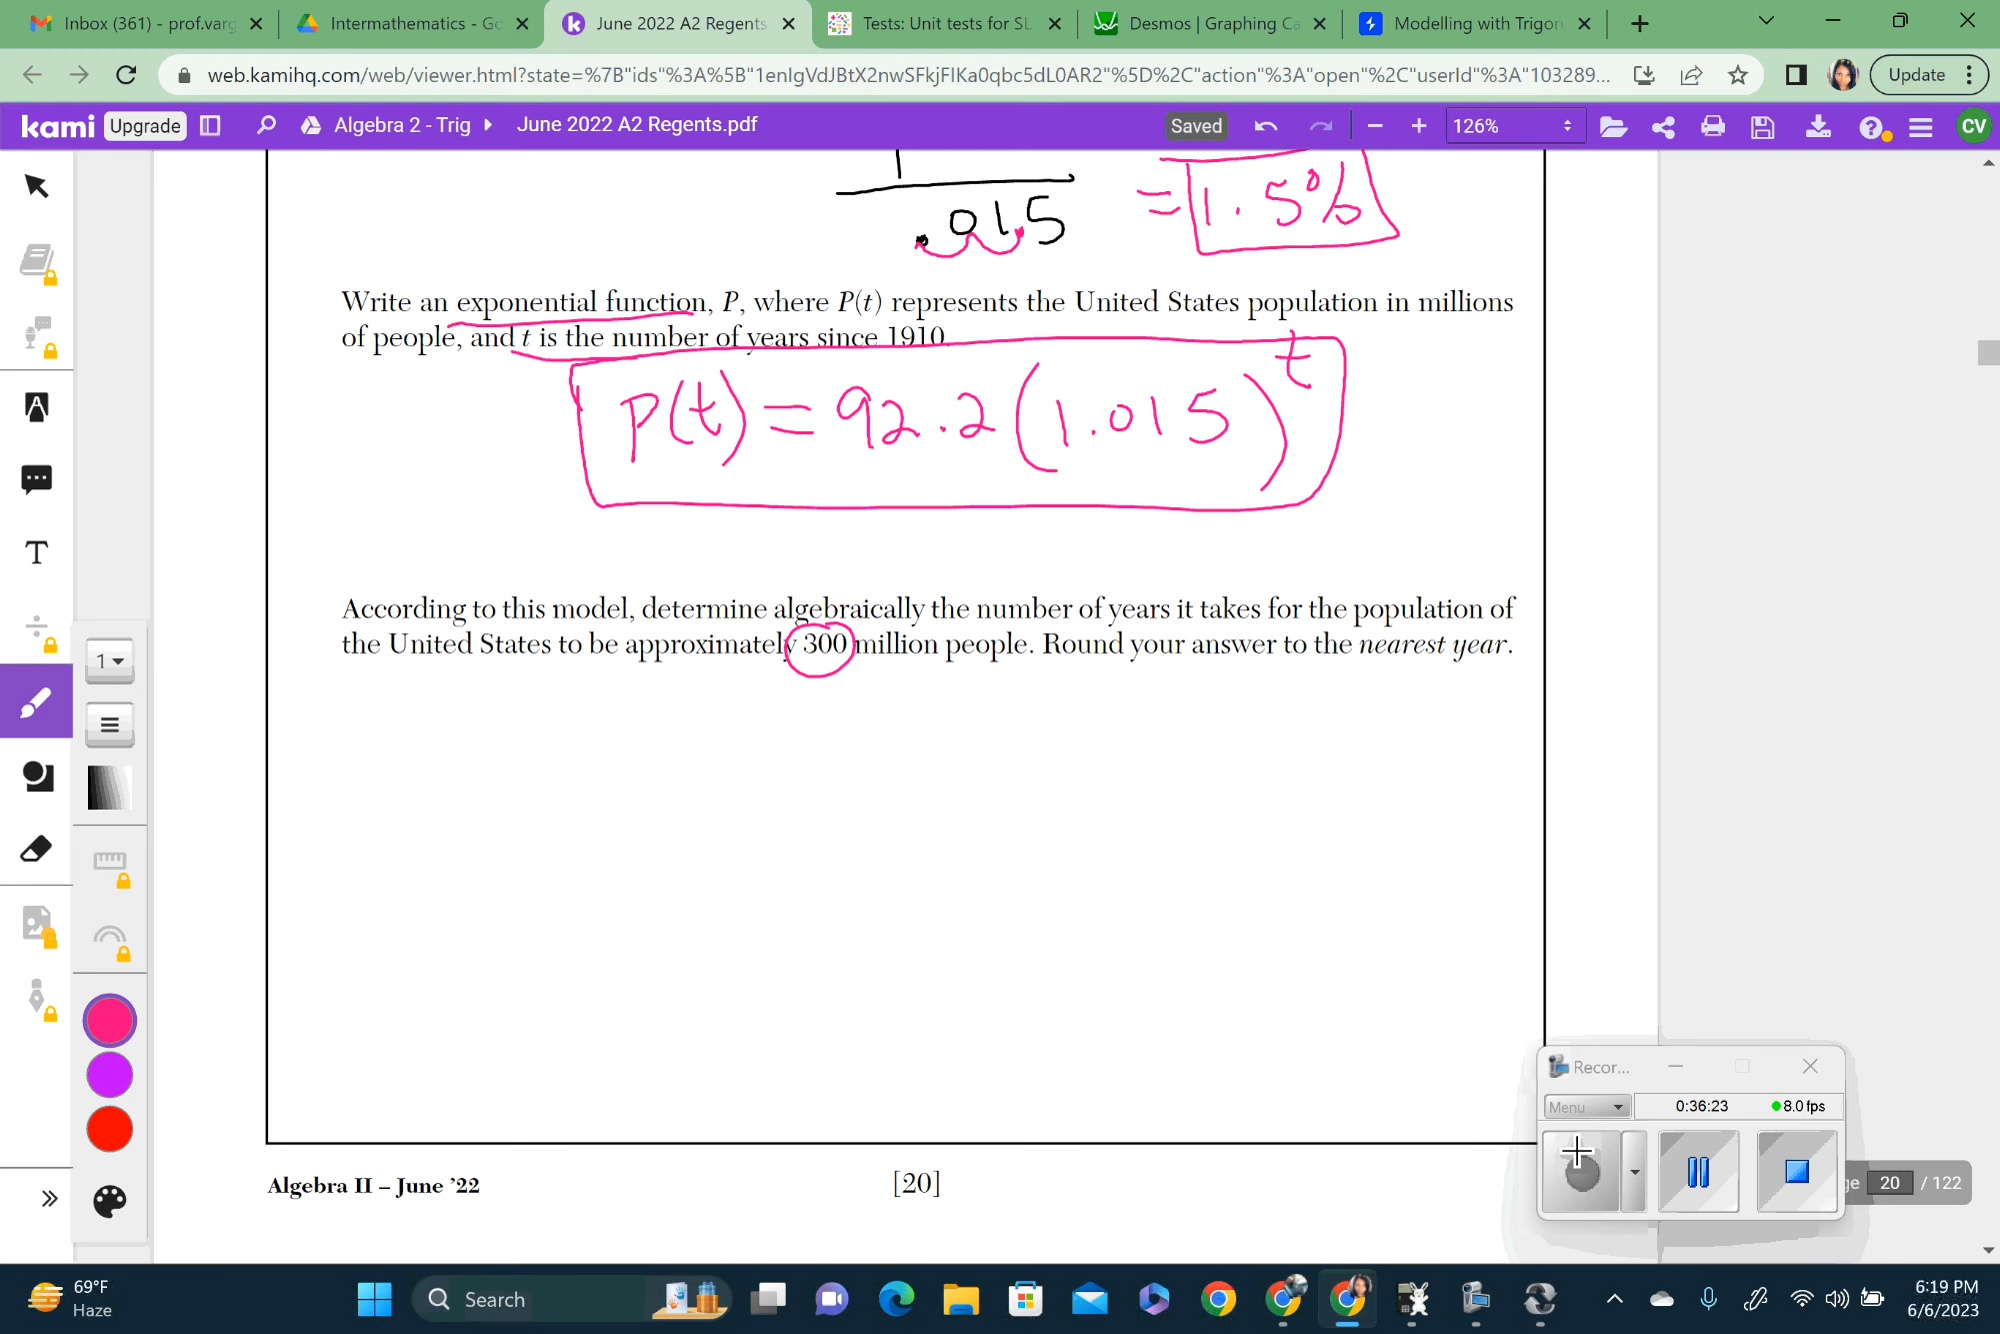 Inbox (361) - prof.varg
Intermathematics - Go
June 2022 A2 Regents
Tests: Unit tests for SL
Desmos | Graphing Ca
Modelling with Trigon
web.kamihq.com/web/viewer.html?state=%7B"ids"%3A%5B"1enlgVdJBtX2nwSFkjFIKa0qbc5dL0AR2"%5D%2C"action"%3A"open"%2C"userId"%3A"103289...
Update
kami Upgrade
Algebra 2 - Trig
June 2022 A2 Regents.pdf
Saved
126%
CV
.015
= 1.5%
Write an exponential function, P, where P(t) represents the United States population in millions
of people, and t is the number of years since 1910.
P(t) = 92.2(1.015)^t
According to this model, determine algebraically the number of years it takes for the population of
the United States to be approximately 300 million people. Round your answer to the nearest year.
1
T
Recor...
Menu
0:36:23
8.0 fps
Algebra II – June ’22
[20]
ge 20 / 122
69°F
Haze
Search
6:19 PM
6/6/2023